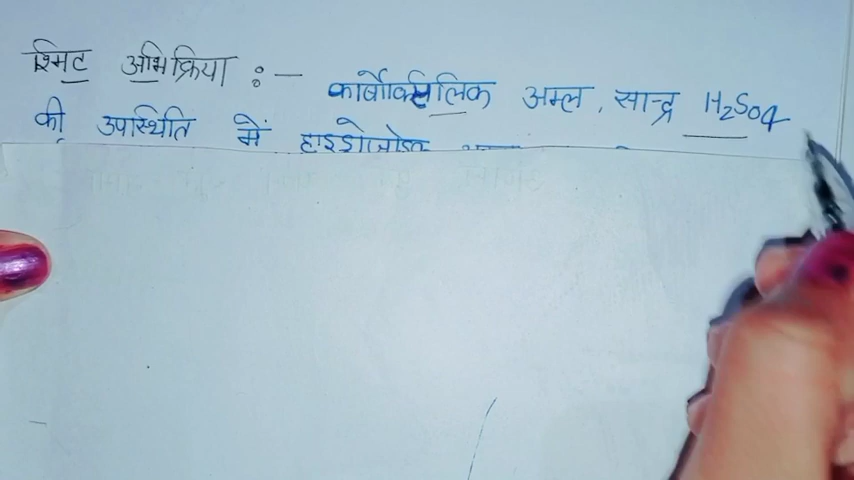 श्मिट अभिक्रिया :- कार्बोक्सिलिक अम्ल, सान्द्र H2SO4
की उपस्थिति में